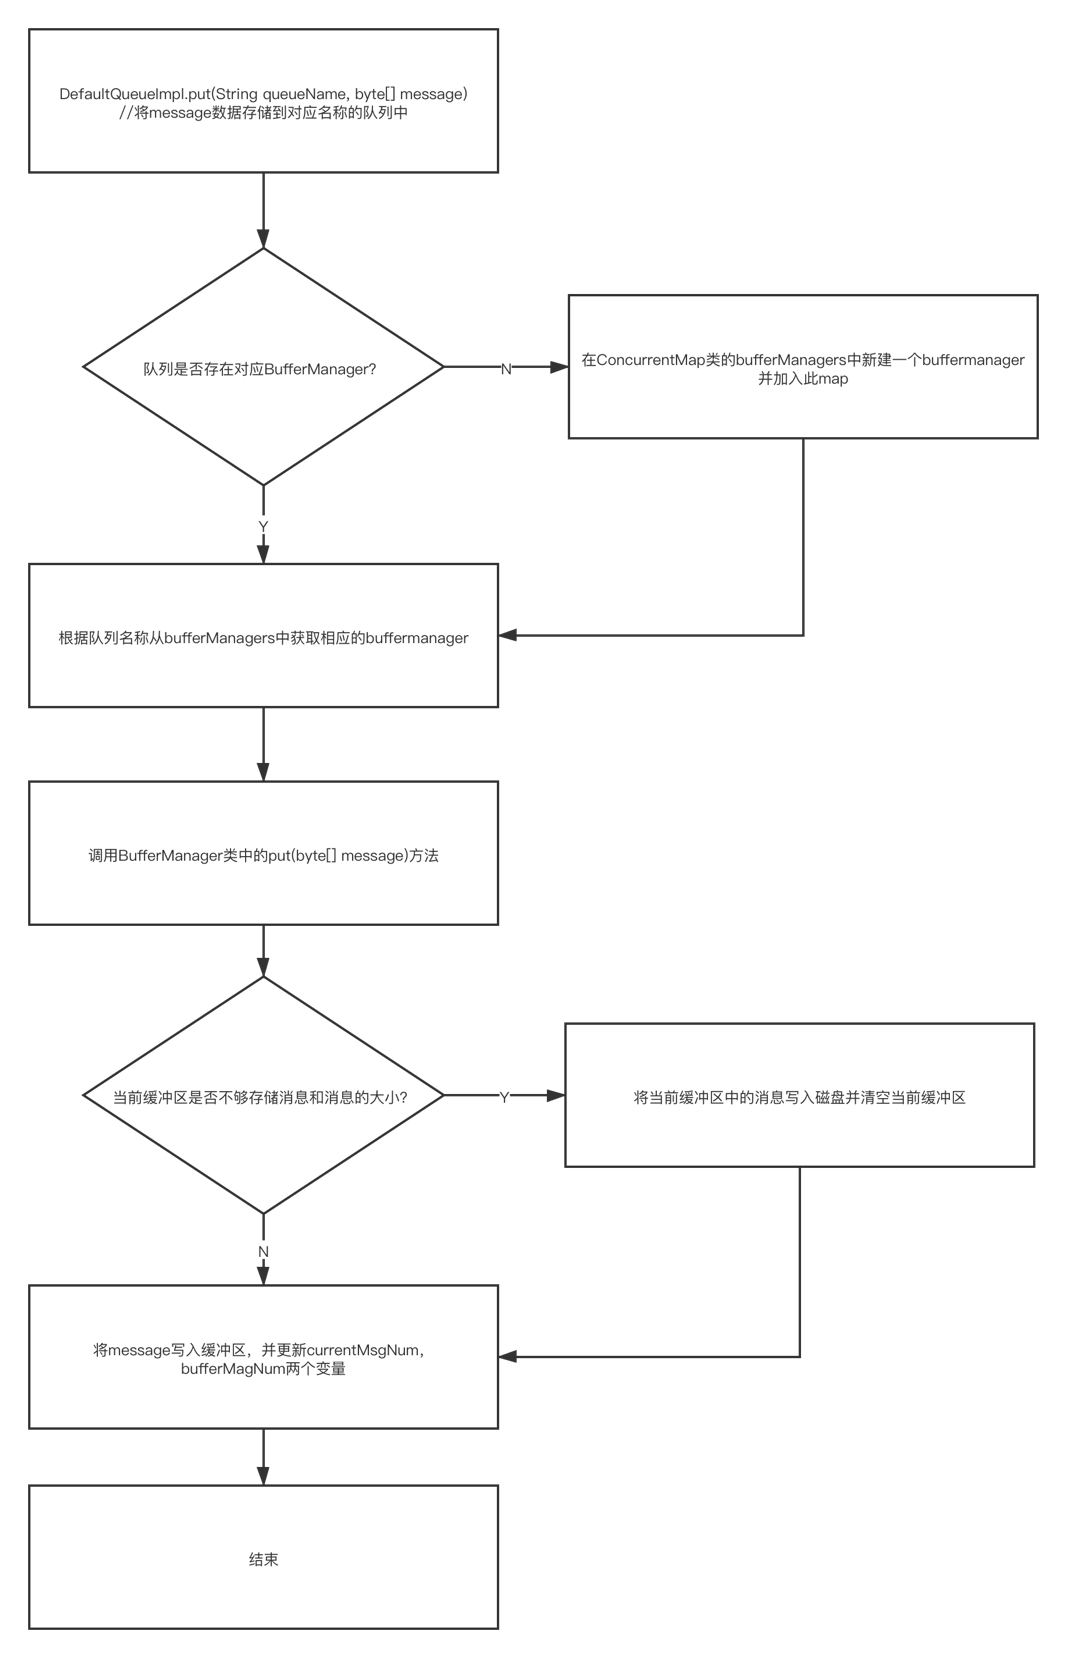 DefaultQueueImpl.put(String queueName, byte[] message)
//将message数据存储到对应名称的队列中
队列是否存在对应BufferManager?
N
在ConcurrentMap类的bufferManagers中新建一个buffermanager
并加入此map
Y
根据队列名称从bufferManagers中获取相应的buffermanager
调用BufferManager类中的put(byte[] message)方法
当前缓冲区是否不够存储消息和消息的大小?
Y
将当前缓冲区中的消息写入磁盘并清空当前缓冲区
N
将message写入缓冲区，并更新currentMsgNum,
bufferMagNum两个变量
结束